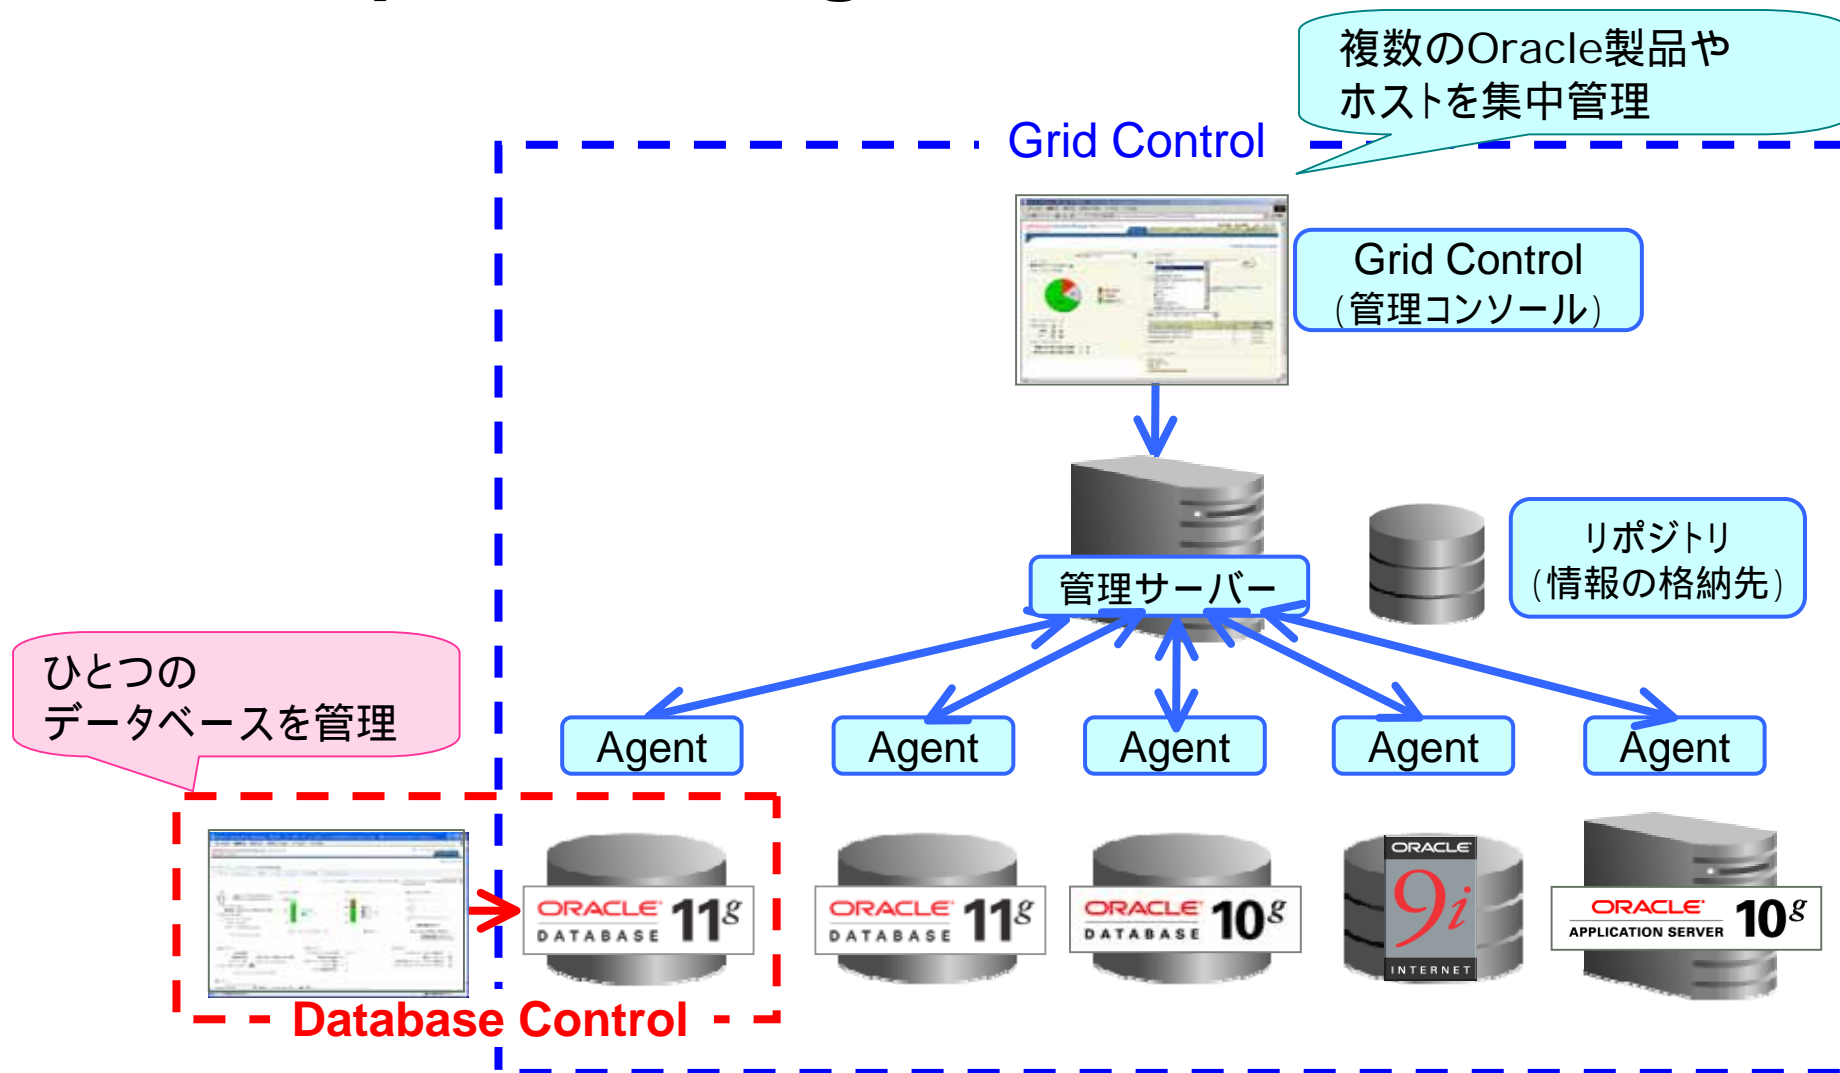 複数のOracle製品や
ホストを集中管理
Grid Control
Grid Control
(管理コンソール)
リポジトリ
(情報の格納先)
管理サーバー
ひとつの
データベースを管理
Agent
Agent
Agent
Agent
Agent
ORACLE 11g
DATABASE
ORACLE 11g
DATABASE
ORACLE 10g
DATABASE
ORACLE
9i
INTERNET
ORACLE 10g
APPLICATION SERVER
Database Control